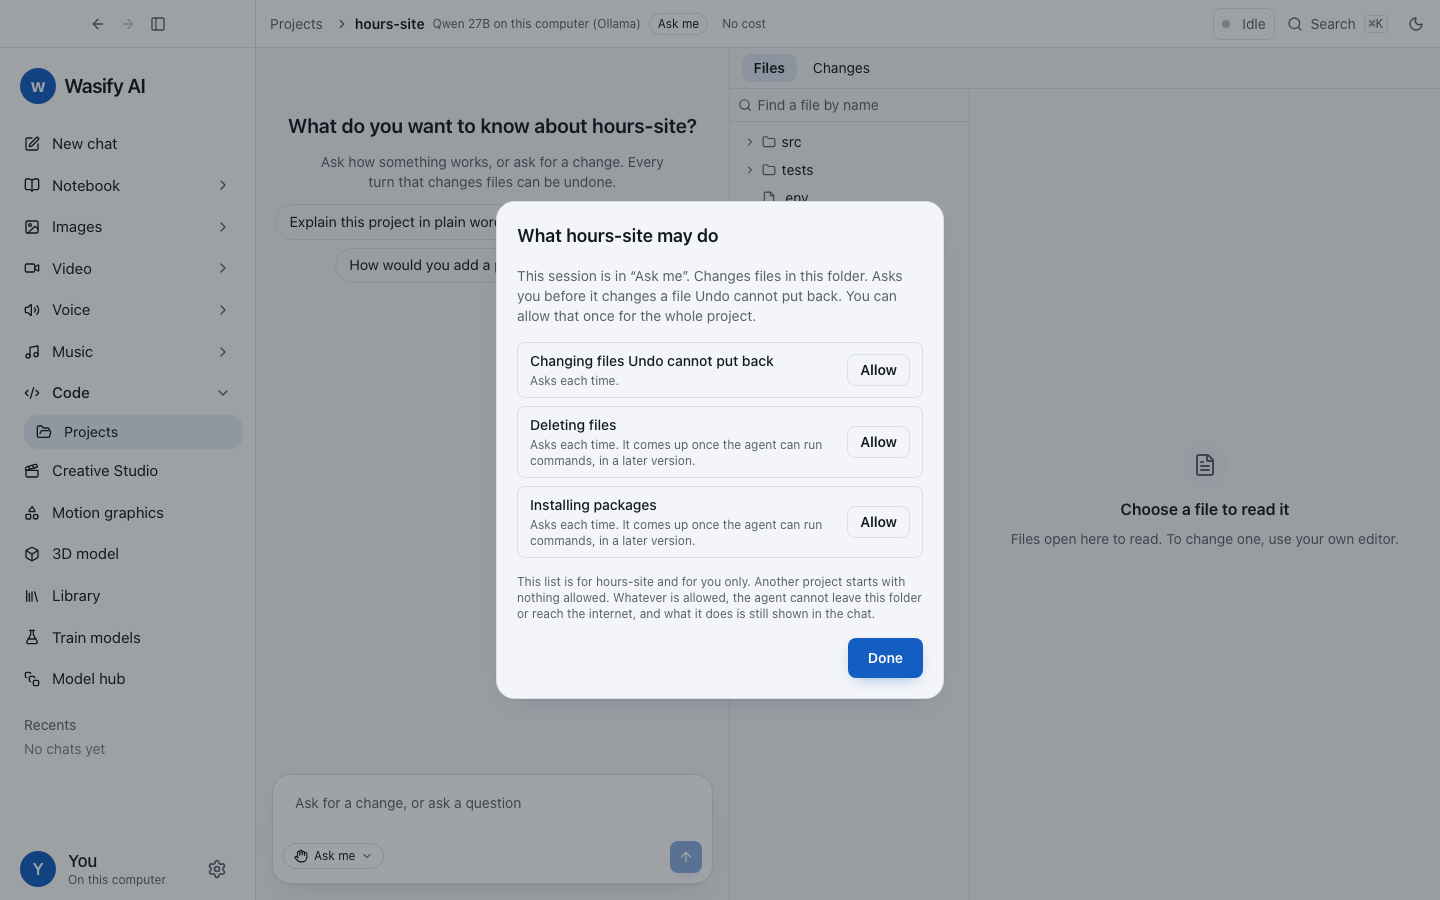 Projects
hours-site
Qwen 27B on this computer (Ollama)
Ask me
No cost
Idle
Search
⌘K
w
Wasify AI
New chat
Notebook
Images
Video
Voice
Music
Code
Projects
Creative Studio
Motion graphics
3D model
Library
Train models
Model hub
Recents
No chats yet
Y
You
On this computer
What do you want to know about hours-site?
Ask how something works, or ask for a change. Every
turn that changes files can be undone.
Explain this project in plain
How would you add a
Ask for a change, or ask a question
Ask me
Files
Changes
Find a file by name
src
tests
.env
Choose a file to read it
Files open here to read. To change one, use your own editor.
What hours-site may do
This session is in “Ask me”. Changes files in this folder. Asks
you before it changes a file Undo cannot put back. You can
allow that once for the whole project.
Changing files Undo cannot put back
Asks each time.
Allow
Deleting files
Asks each time. It comes up once the agent can run
commands, in a later version.
Allow
Installing packages
Asks each time. It comes up once the agent can run
commands, in a later version.
Allow
This list is for hours-site and for you only. Another project starts with
nothing allowed. Whatever is allowed, the agent cannot leave this folder
or reach the internet, and what it does is still shown in the chat.
Done